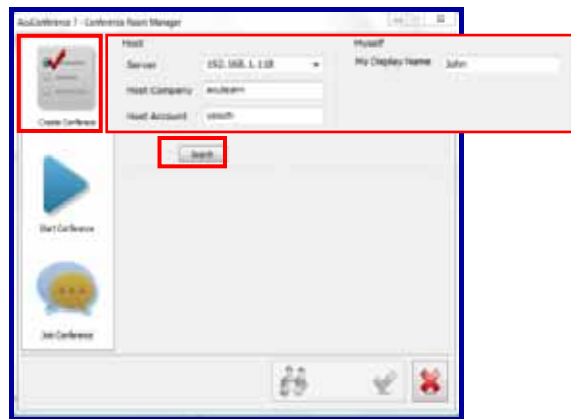 AcuConference 7 - Conference Room Manager
Host
Myself
Server 192.168.1.118
My Display Name John
Host Company aculearn
Host Account
Search
Create Conference
Start Conference
Join Conference